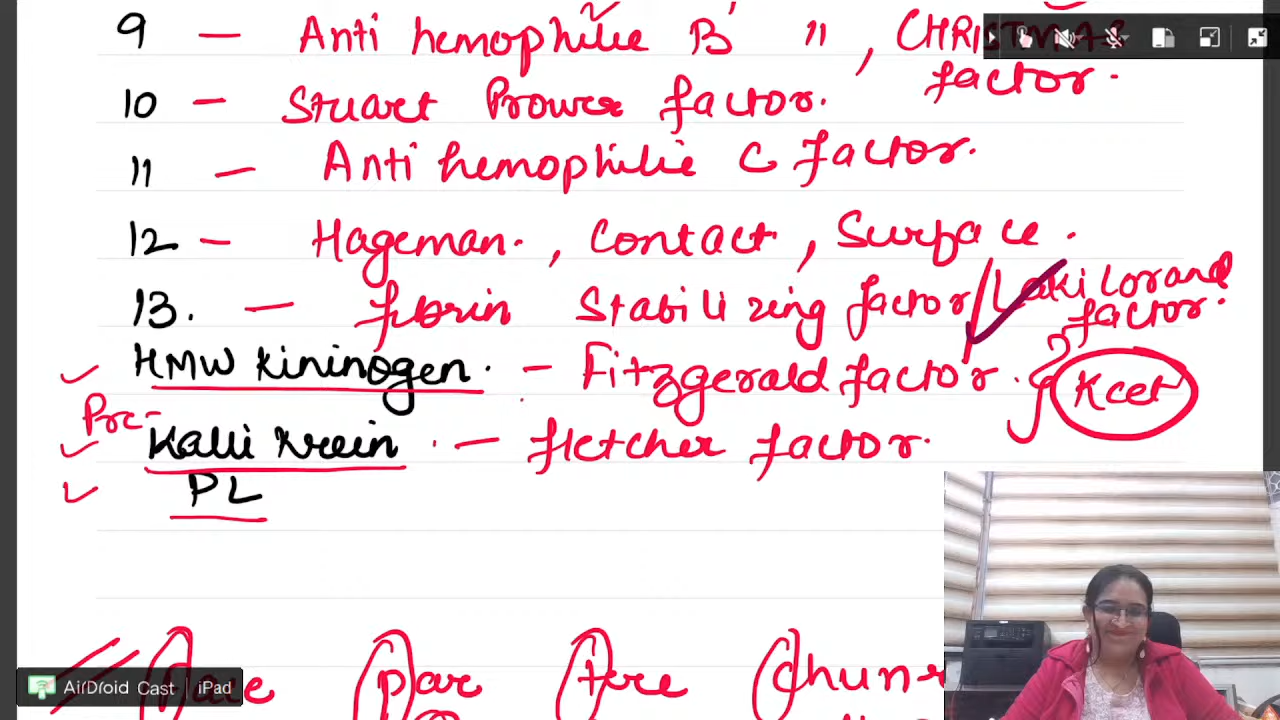 9 — Anti hemophilic B " , CHRISTMAS factor.
10 — Stuart Prower factor.
11 — Anti hemophilic C factor.
12 — Hageman. , Contact , Surface.
13. — fibrin Stabilizing factor / Laki Lorand factor.
HMW Kininogen. — Fitzgerald factor. } Kcet
Pre- Kallikrein. — fletcher factor.
PL
par
AirDroid Cast iPad